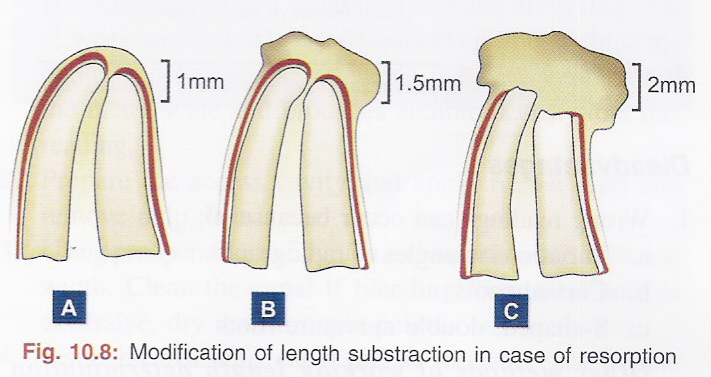 1mm
1.5mm
2mm
A
B
C
Fig. 10.8: Modification of length substraction in case of resorption